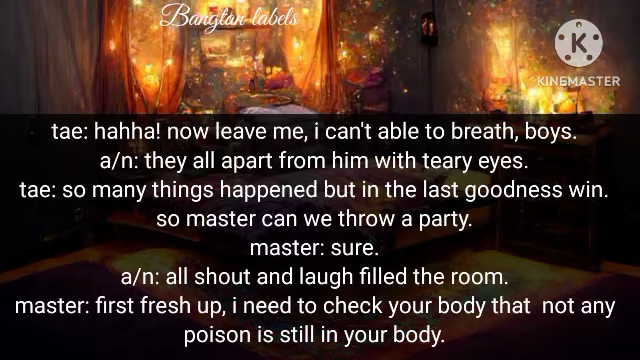 Bangtan labels
K
KINEMASTER
tae: hahha! now leave me, i can't able to breath, boys.
a/n: they all apart from him with teary eyes.
tae: so many things happened but in the last goodness win.
so master can we throw a party.
master: sure.
a/n: all shout and laugh filled the room.
master: first fresh up, i need to check your body that not any
poison is still in your body.